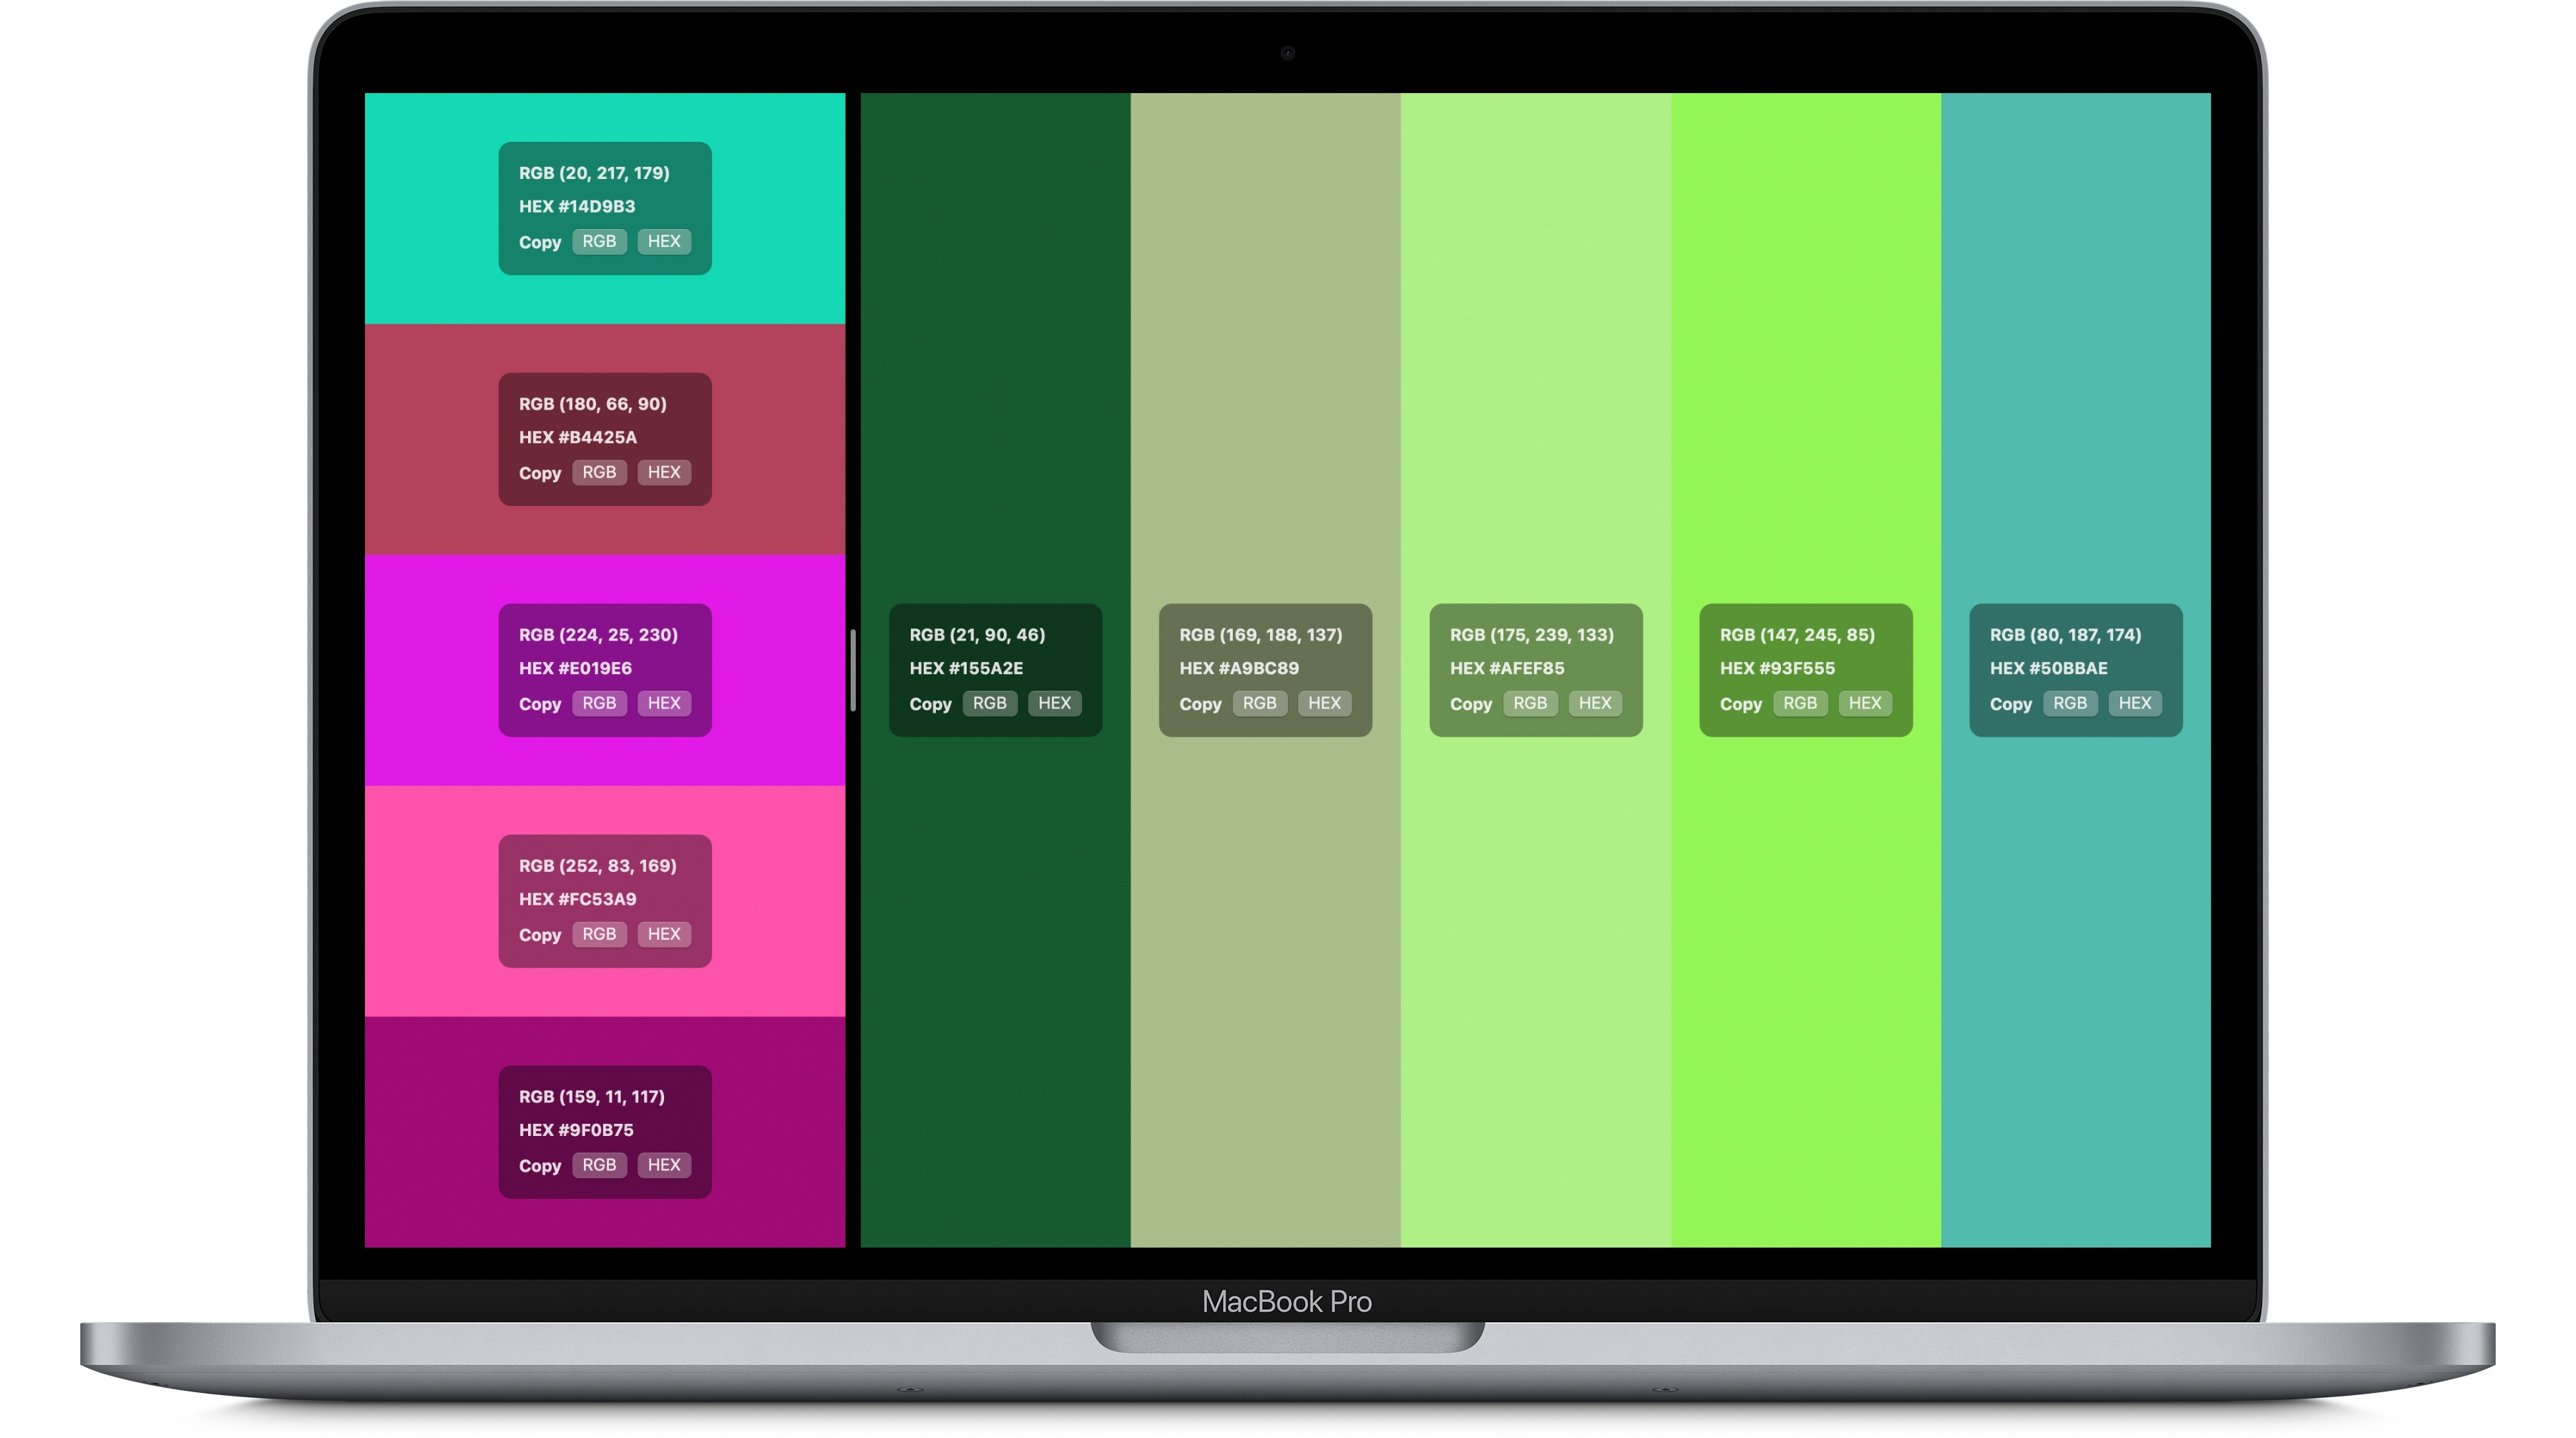 RGB (20, 217, 179)
HEX #14D9B3
Copy RGB HEX
RGB (180, 66, 90)
HEX #B4425A
Copy RGB HEX
RGB (224, 25, 230)
HEX #E019E6
Copy RGB HEX
RGB (252, 83, 169)
HEX #FC53A9
Copy RGB HEX
RGB (159, 11, 117)
HEX #9F0B75
Copy RGB HEX
RGB (21, 90, 46)
HEX #155A2E
Copy RGB HEX
RGB (169, 188, 137)
HEX #A9BC89
Copy RGB HEX
RGB (175, 239, 133)
HEX #AFEF85
Copy RGB HEX
RGB (147, 245, 85)
HEX #93F555
Copy RGB HEX
RGB (80, 187, 174)
HEX #50BBAE
Copy RGB HEX
MacBook Pro